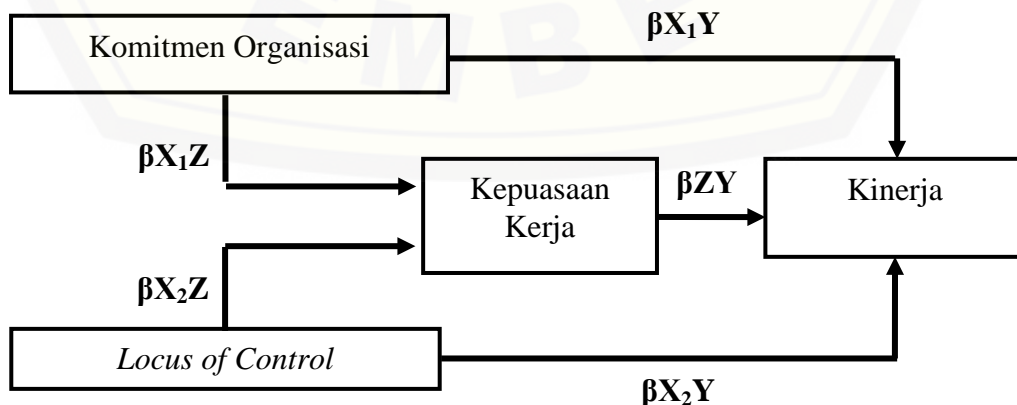 βX₁Y
Komitmen Organisasi
βX₁Z
Kepuasaan
Kerja
βZY
Kinerja
βX₂Z
Locus of Control
βX₂Y